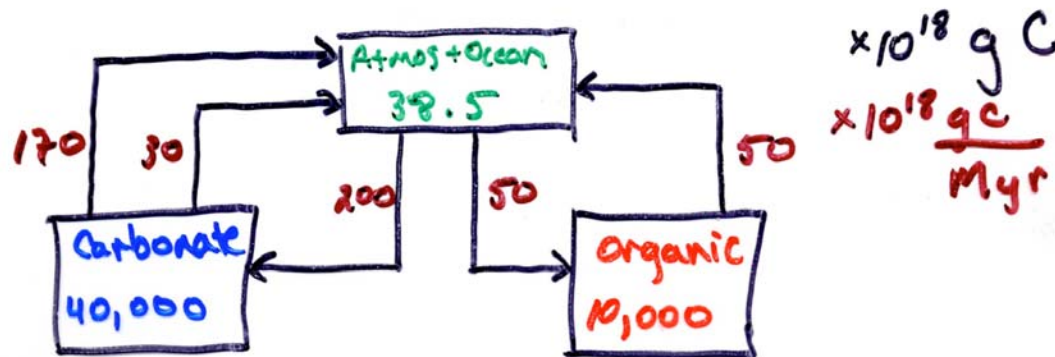 Atmos+Ocean
38.5
×10¹⁸ g C
×10¹⁸ gC
Myr
170
30
200
50
50
Carbonate
40,000
Organic
10,000